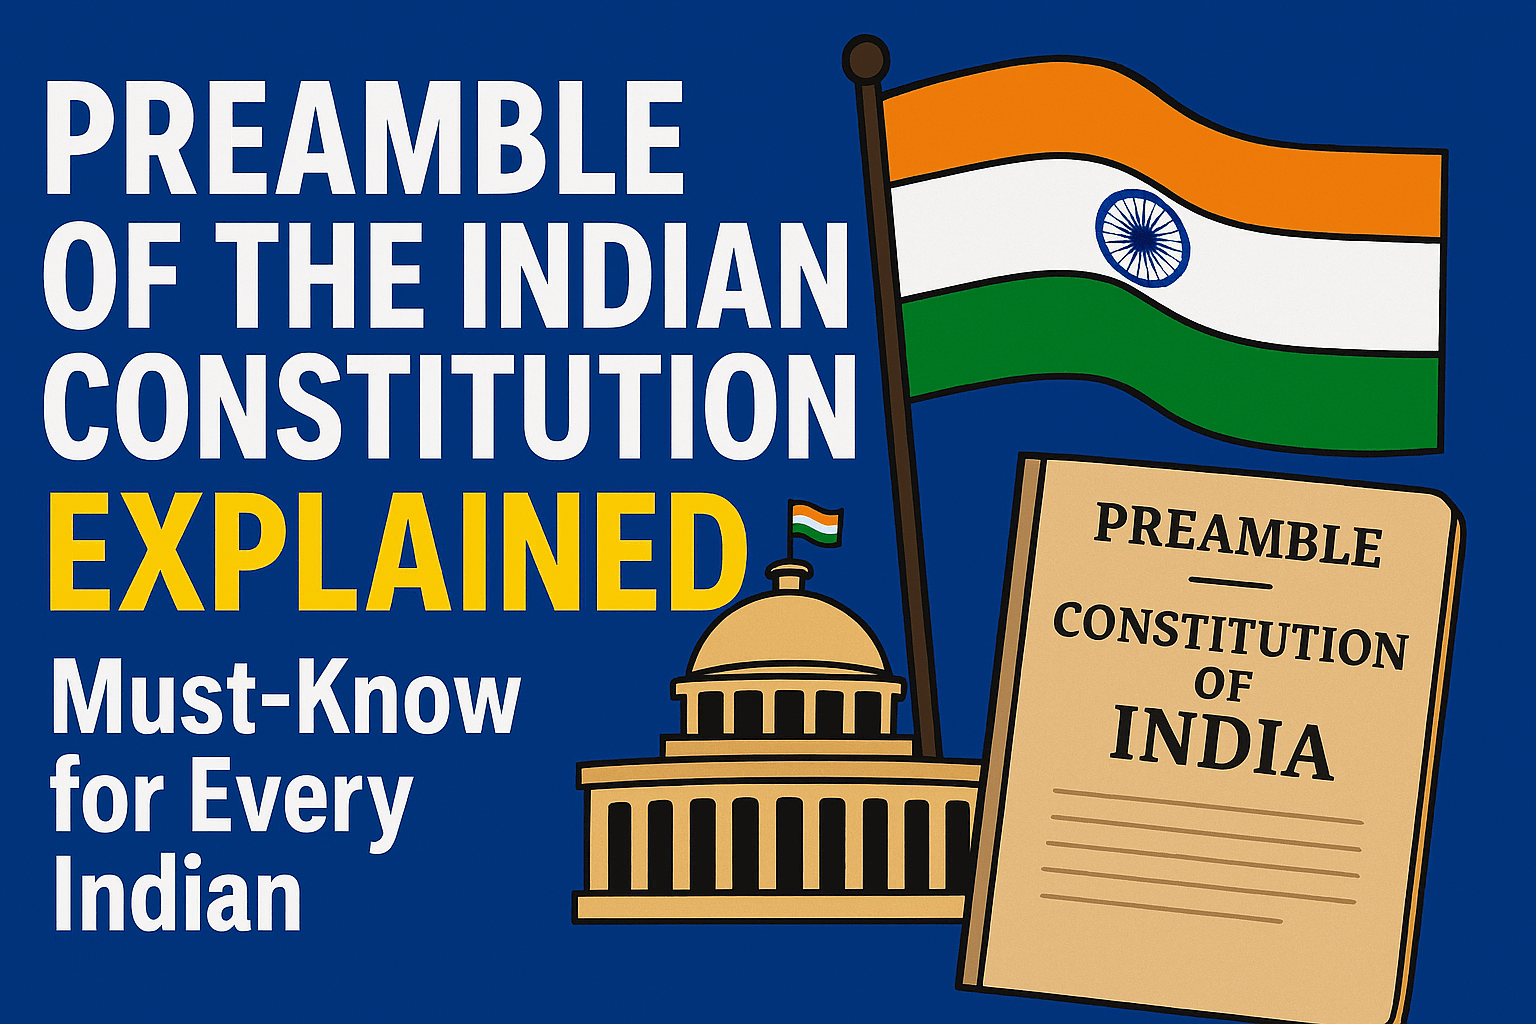 PREAMBLE
OF THE INDIAN
CONSTITUTION
EXPLAINED
Must-Know
for Every
Indian
PREAMBLE
CONSTITUTION
OF
INDIA